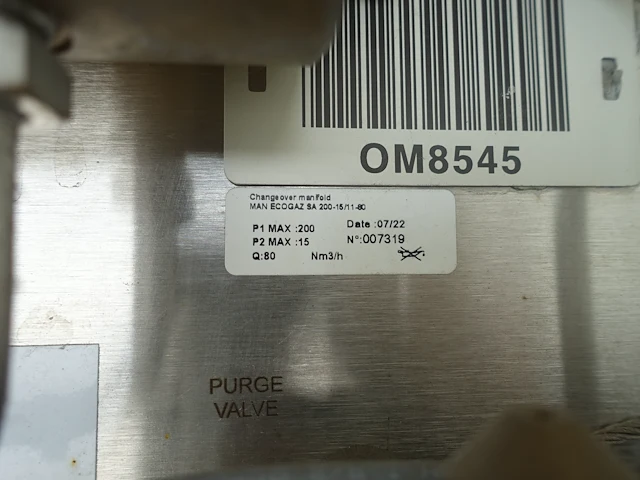 OM8545
Changeover manifold
MAN ECOGAZ SA 200-15/11-80
P1 MAX :200 Date :07/22
P2 MAX :15 N°:007319
Q:80 Nm3/h
PURGE
VALVE